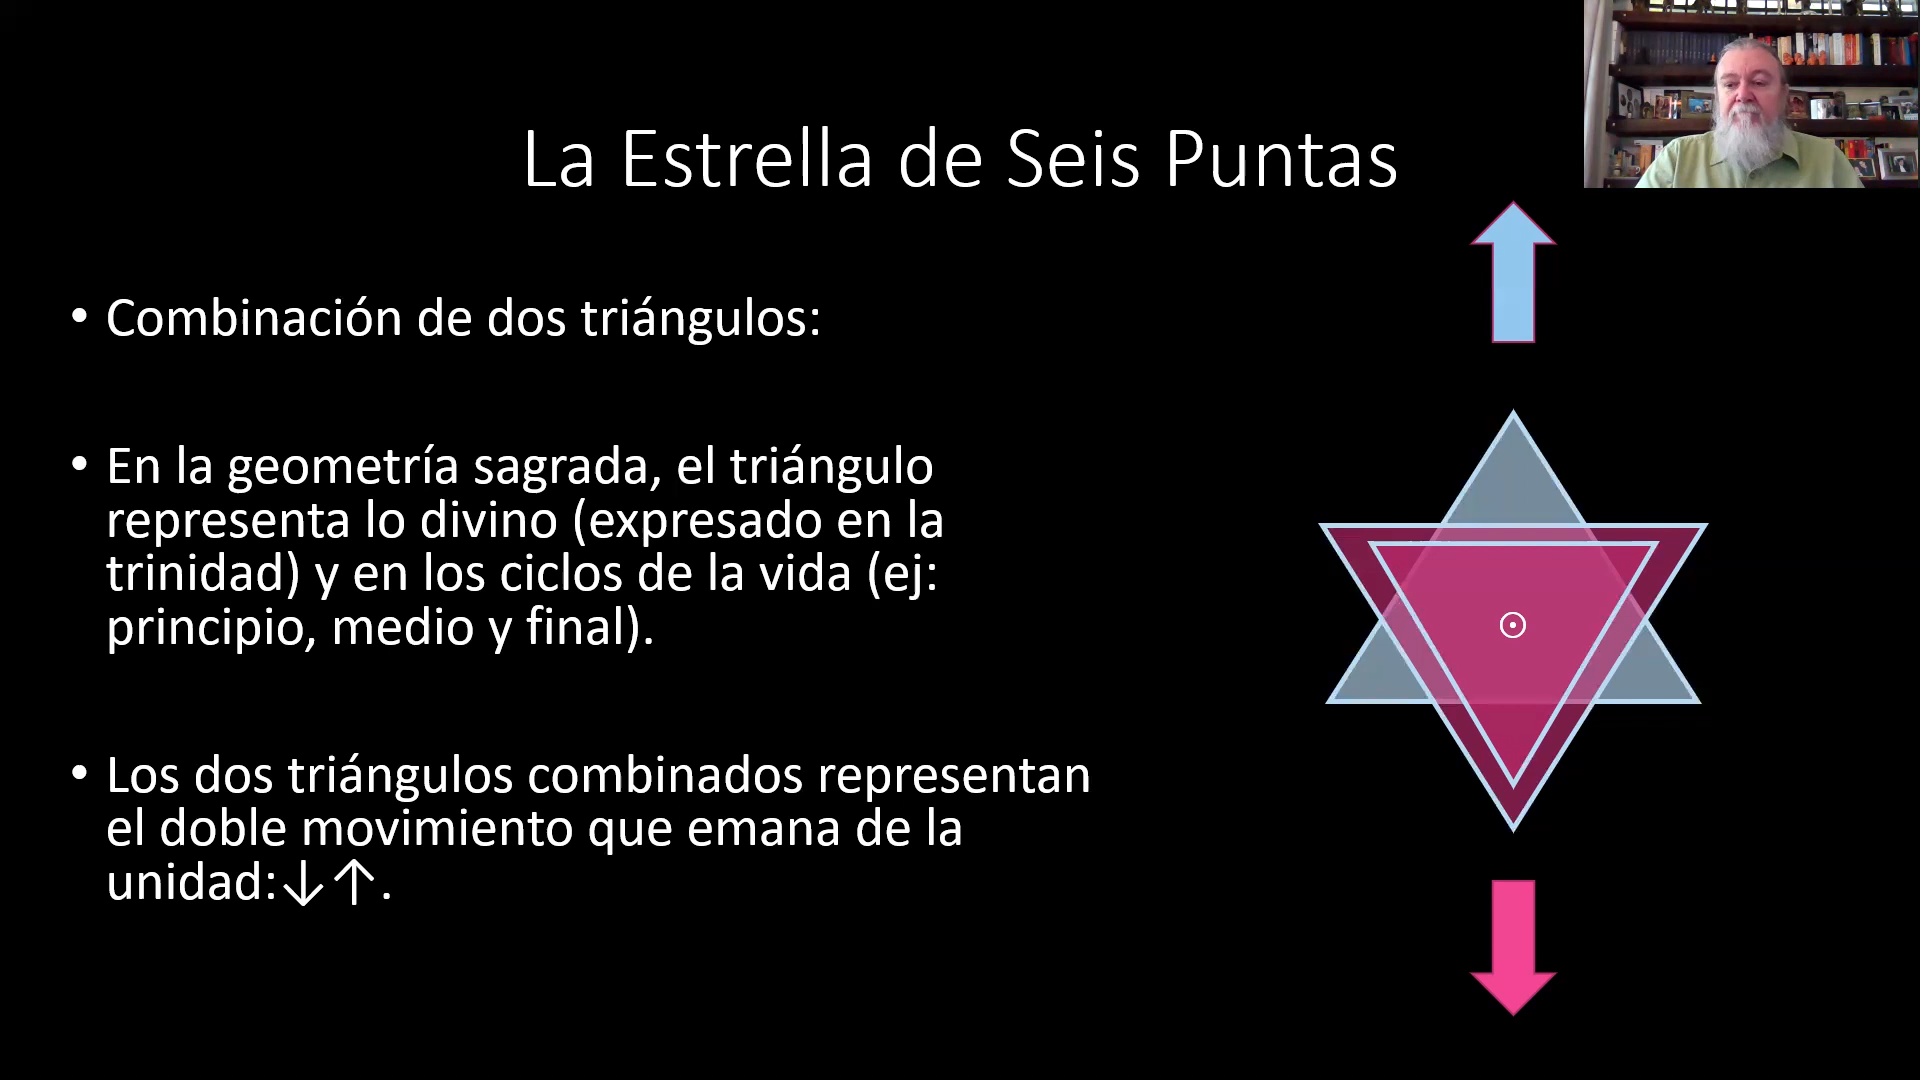 La Estrella de Seis Puntas
• Combinación de dos triángulos:
• En la geometría sagrada, el triángulo
representa lo divino (expresado en la
trinidad) y en los ciclos de la vida (ej:
principio, medio y final).
• Los dos triángulos combinados representan
el doble movimiento que emana de la
unidad:↓↑.